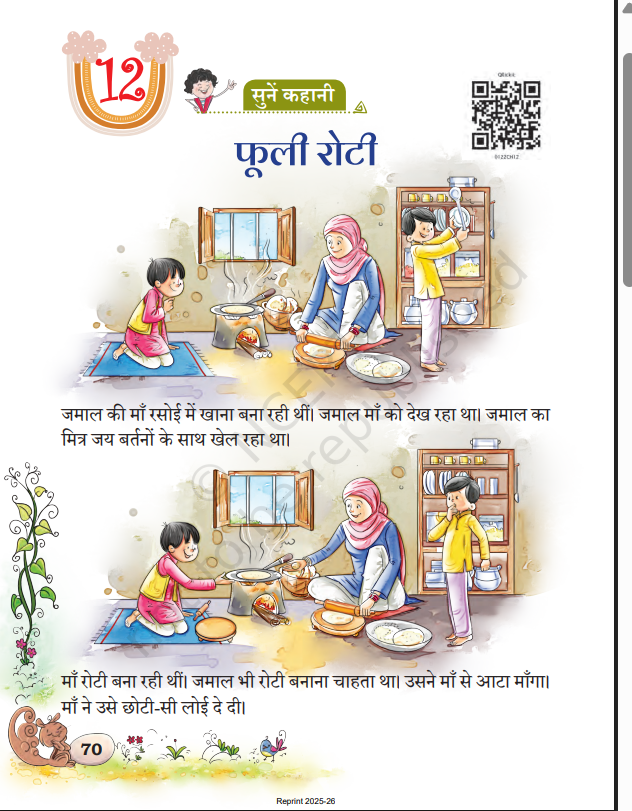 12
सुनें कहानी
फूली रोटी
जमाल की माँ रसोई में खाना बना रही थीं। जमाल माँ को देख रहा था। जमाल का
मित्र जय बर्तनों के साथ खेल रहा था।
माँ रोटी बना रही थीं। जमाल भी रोटी बनाना चाहता था। उसने माँ से आटा माँगा।
माँ ने उसे छोटी-सी लोई दे दी।
70
Reprint 2025-26